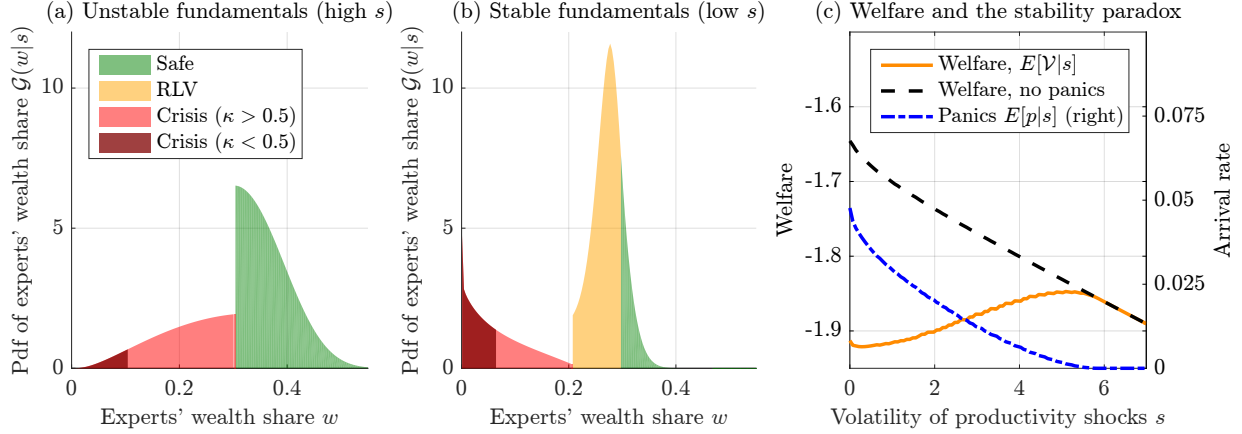 (a) Unstable fundamentals (high s)
Pdf of experts' wealth share 𝒢(w|s)
10
5
0
Safe
RLV
Crisis (κ > 0.5)
Crisis (κ < 0.5)
0 0.2 0.4
Experts' wealth share w
(b) Stable fundamentals (low s)
Pdf of experts' wealth share 𝒢(w|s)
10
5
0
0 0.2 0.4
Experts' wealth share w
(c) Welfare and the stability paradox
Welfare
-1.6
-1.7
-1.8
-1.9
Welfare, E[𝒱|s]
Welfare, no panics
Panics E[p|s] (right)
0.075
0.05
0.025
0
Arrival rate
0 2 4 6
Volatility of productivity shocks s